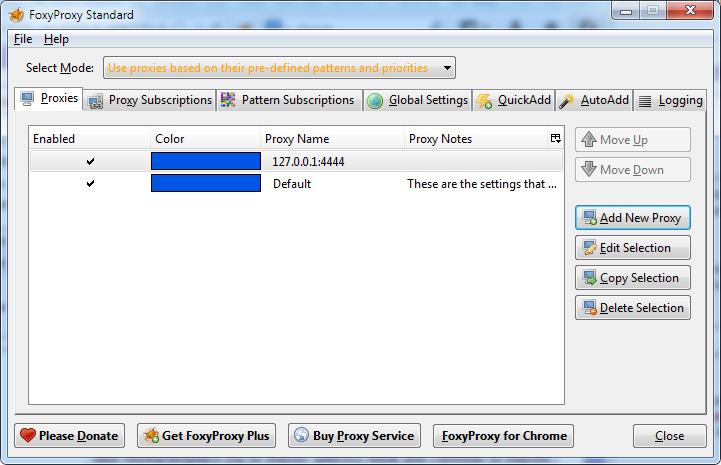 FoxyProxy Standard
File Help
Select Mode: Use proxies based on their pre-defined patterns and priorities
Proxies Proxy Subscriptions Pattern Subscriptions Global Settings QuickAdd AutoAdd Logging
Enabled Color Proxy Name Proxy Notes
127.0.0.1:4444
Default These are the settings that ...
Move Up
Move Down
Add New Proxy
Edit Selection
Copy Selection
Delete Selection
Please Donate Get FoxyProxy Plus Buy Proxy Service FoxyProxy for Chrome Close